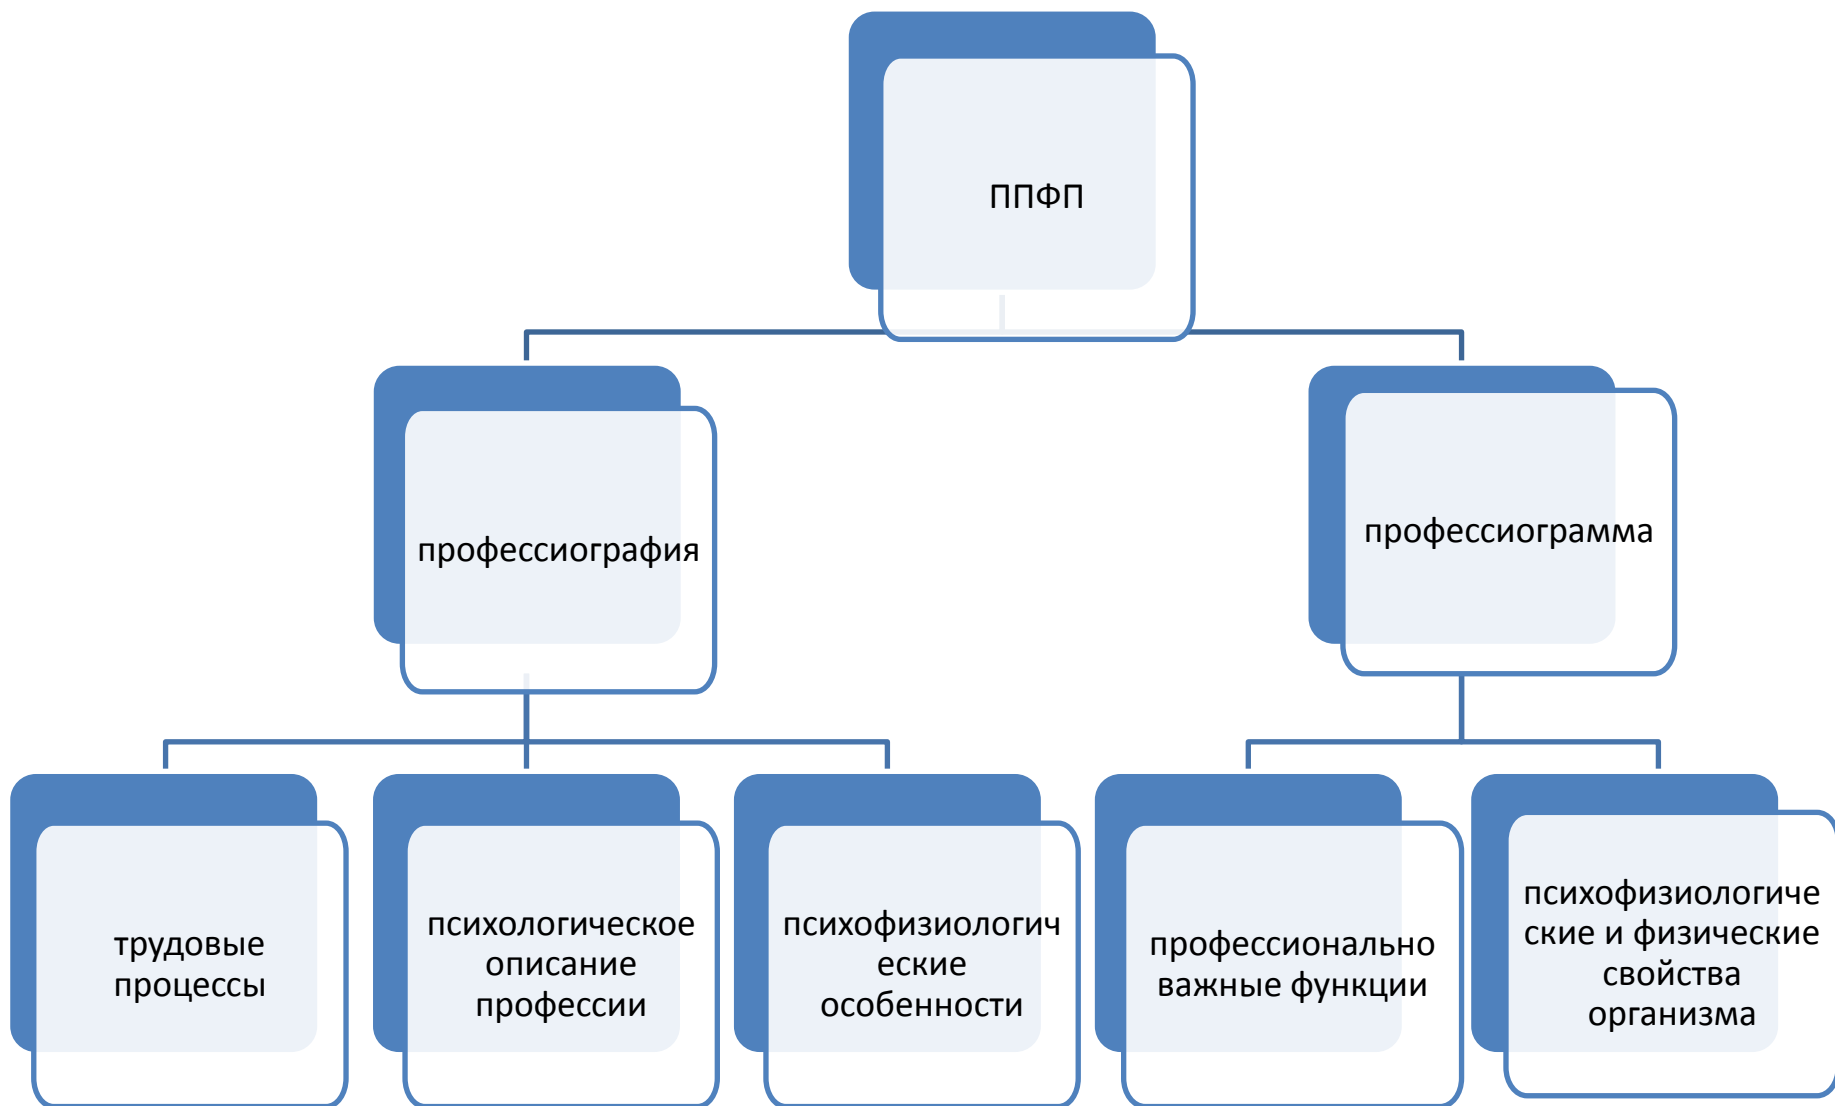 ППФП
профессиография
профессиограмма
трудовые
процессы
психологическое
описание
профессии
психофизиологич
еские
особенности
профессионально
важные функции
психофизиологиче
ские и физические
свойства
организма